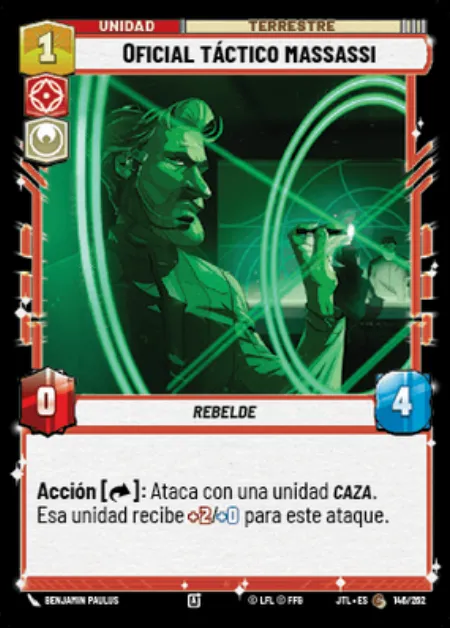 UNIDAD TERRESTRE
1 OFICIAL TÁCTICO MASSASSI
0 4
REBELDE
Acción [ ]: Ataca con una unidad CAZA.
Esa unidad recibe +2/+0 para este ataque.
BENJAMIN PAULUS A © LFL © FFG JTL • ES C 146/262